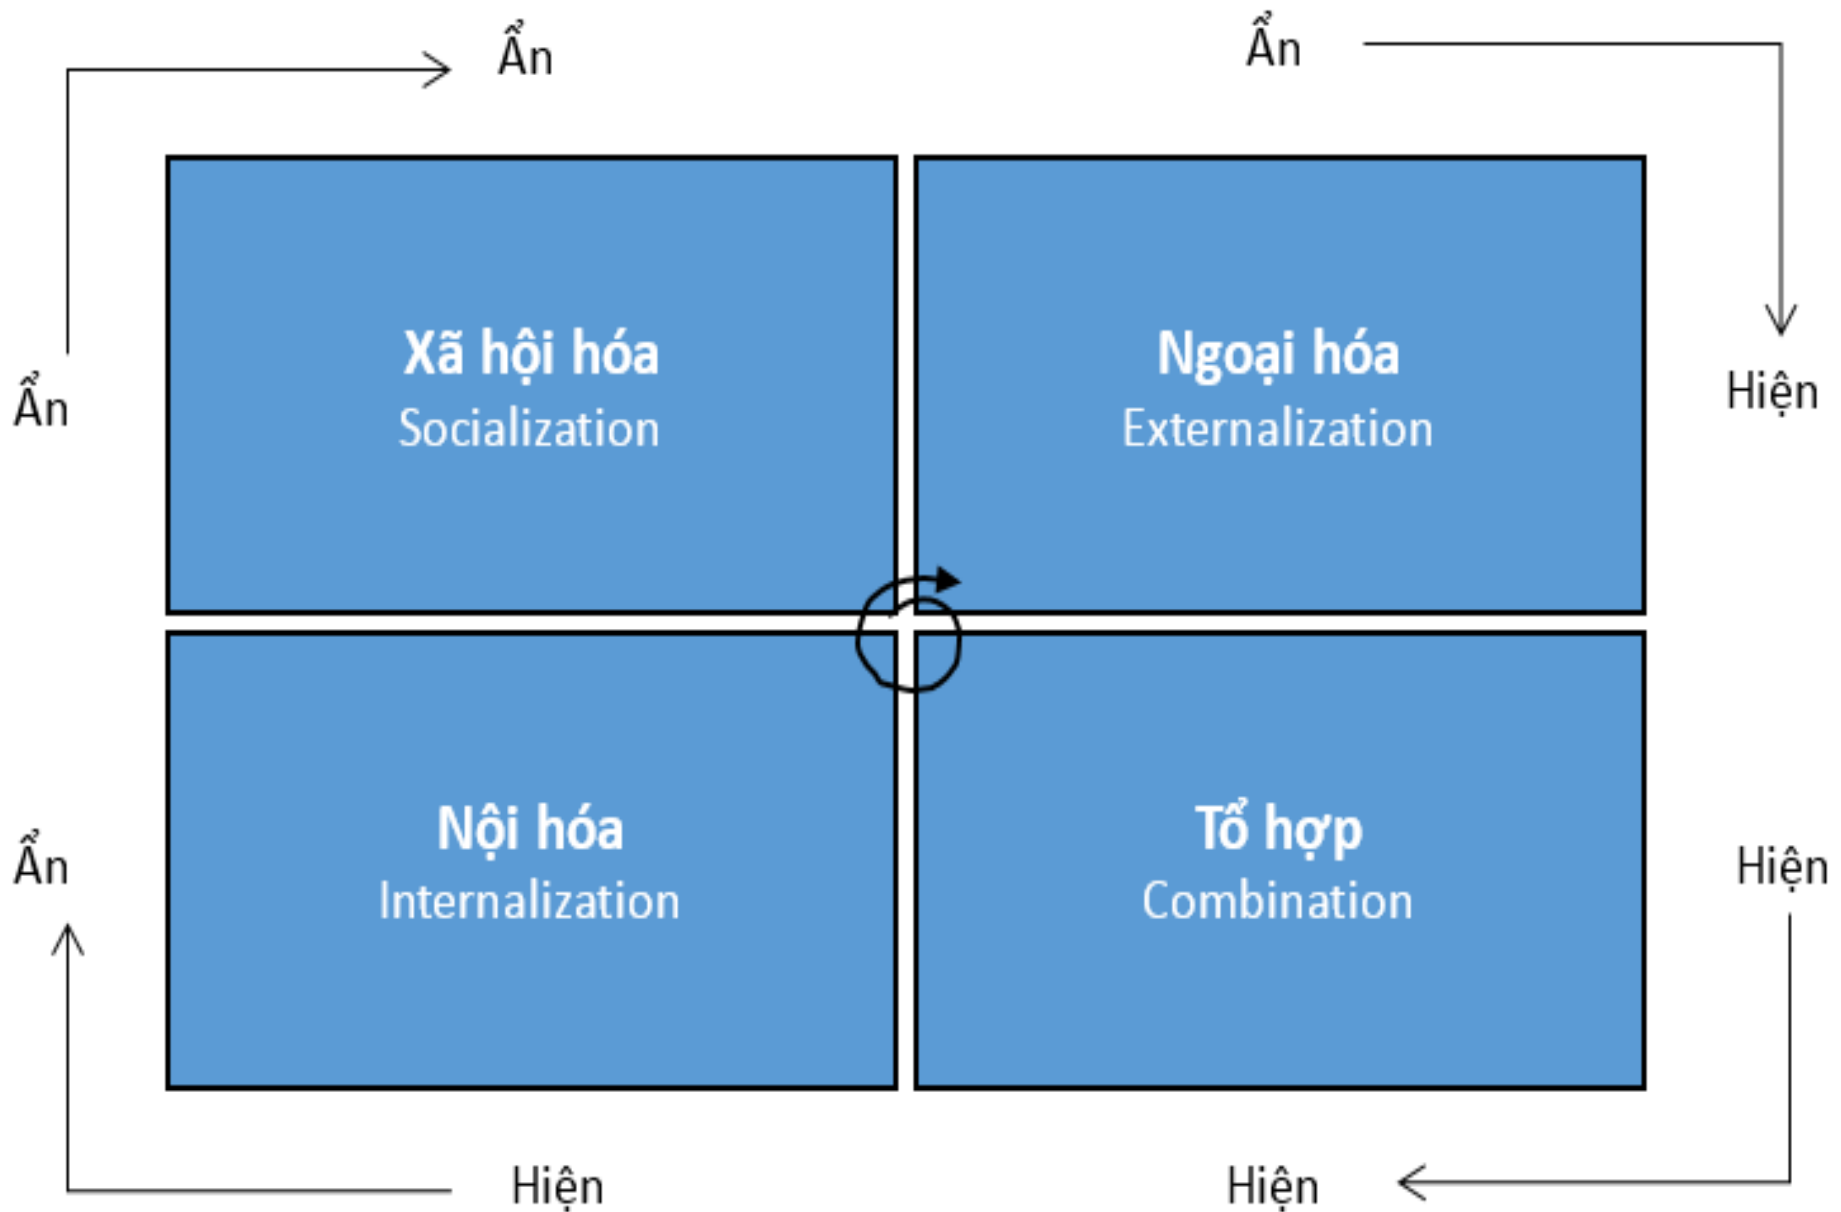 Ẩn
Ẩn
Ẩn
Hiện
Xã hội hóa
Socialization
Ngoại hóa
Externalization
Ẩn
Hiện
Nội hóa
Internalization
Tổ hợp
Combination
Hiện
Hiện